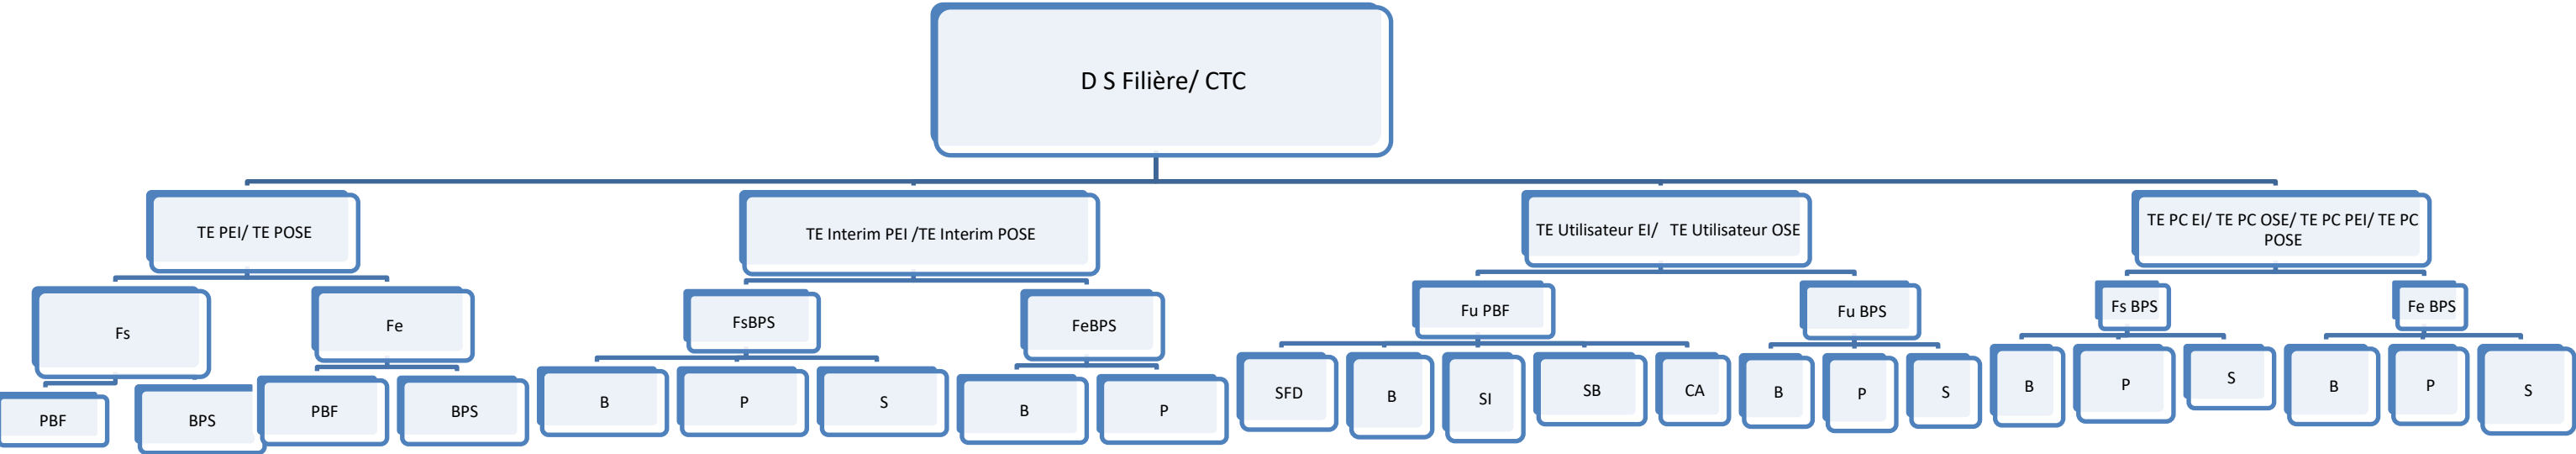 D S Filière/ CTC
TE PEI/ TE POSE
TE Interim PEI /TE Interim POSE
TE Utilisateur EI/ TE Utilisateur OSE
TE PC EI/ TE PC OSE/ TE PC PEI/ TE PC
POSE
Fs
Fe
FsBPS
FeBPS
Fu PBF
Fu BPS
Fs BPS
Fe BPS
PBF
BPS
PBF
BPS
B
P
S
B
P
SFD
B
SI
SB
CA
B
P
S
B
P
S
B
P
S